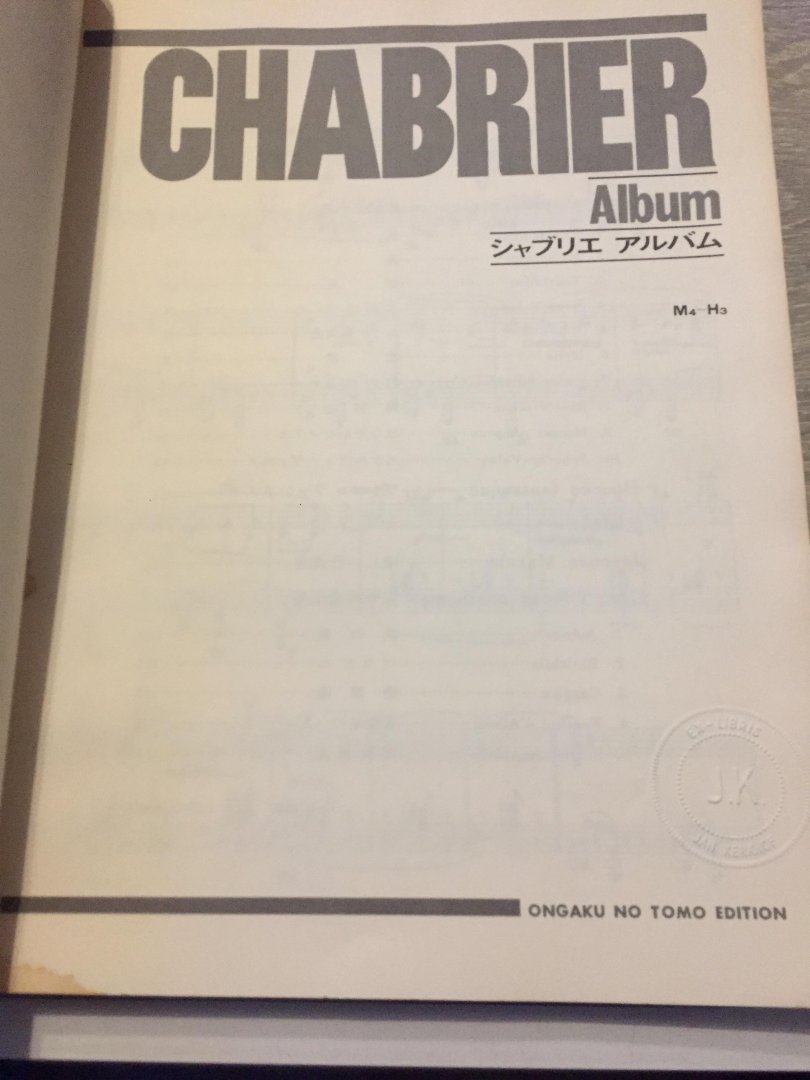 CHABRIER
Album
シャブリエ アルバム
M4-H3
EX-LIBRIS
J.K.
JAN
ONGAKU NO TOMO EDITION